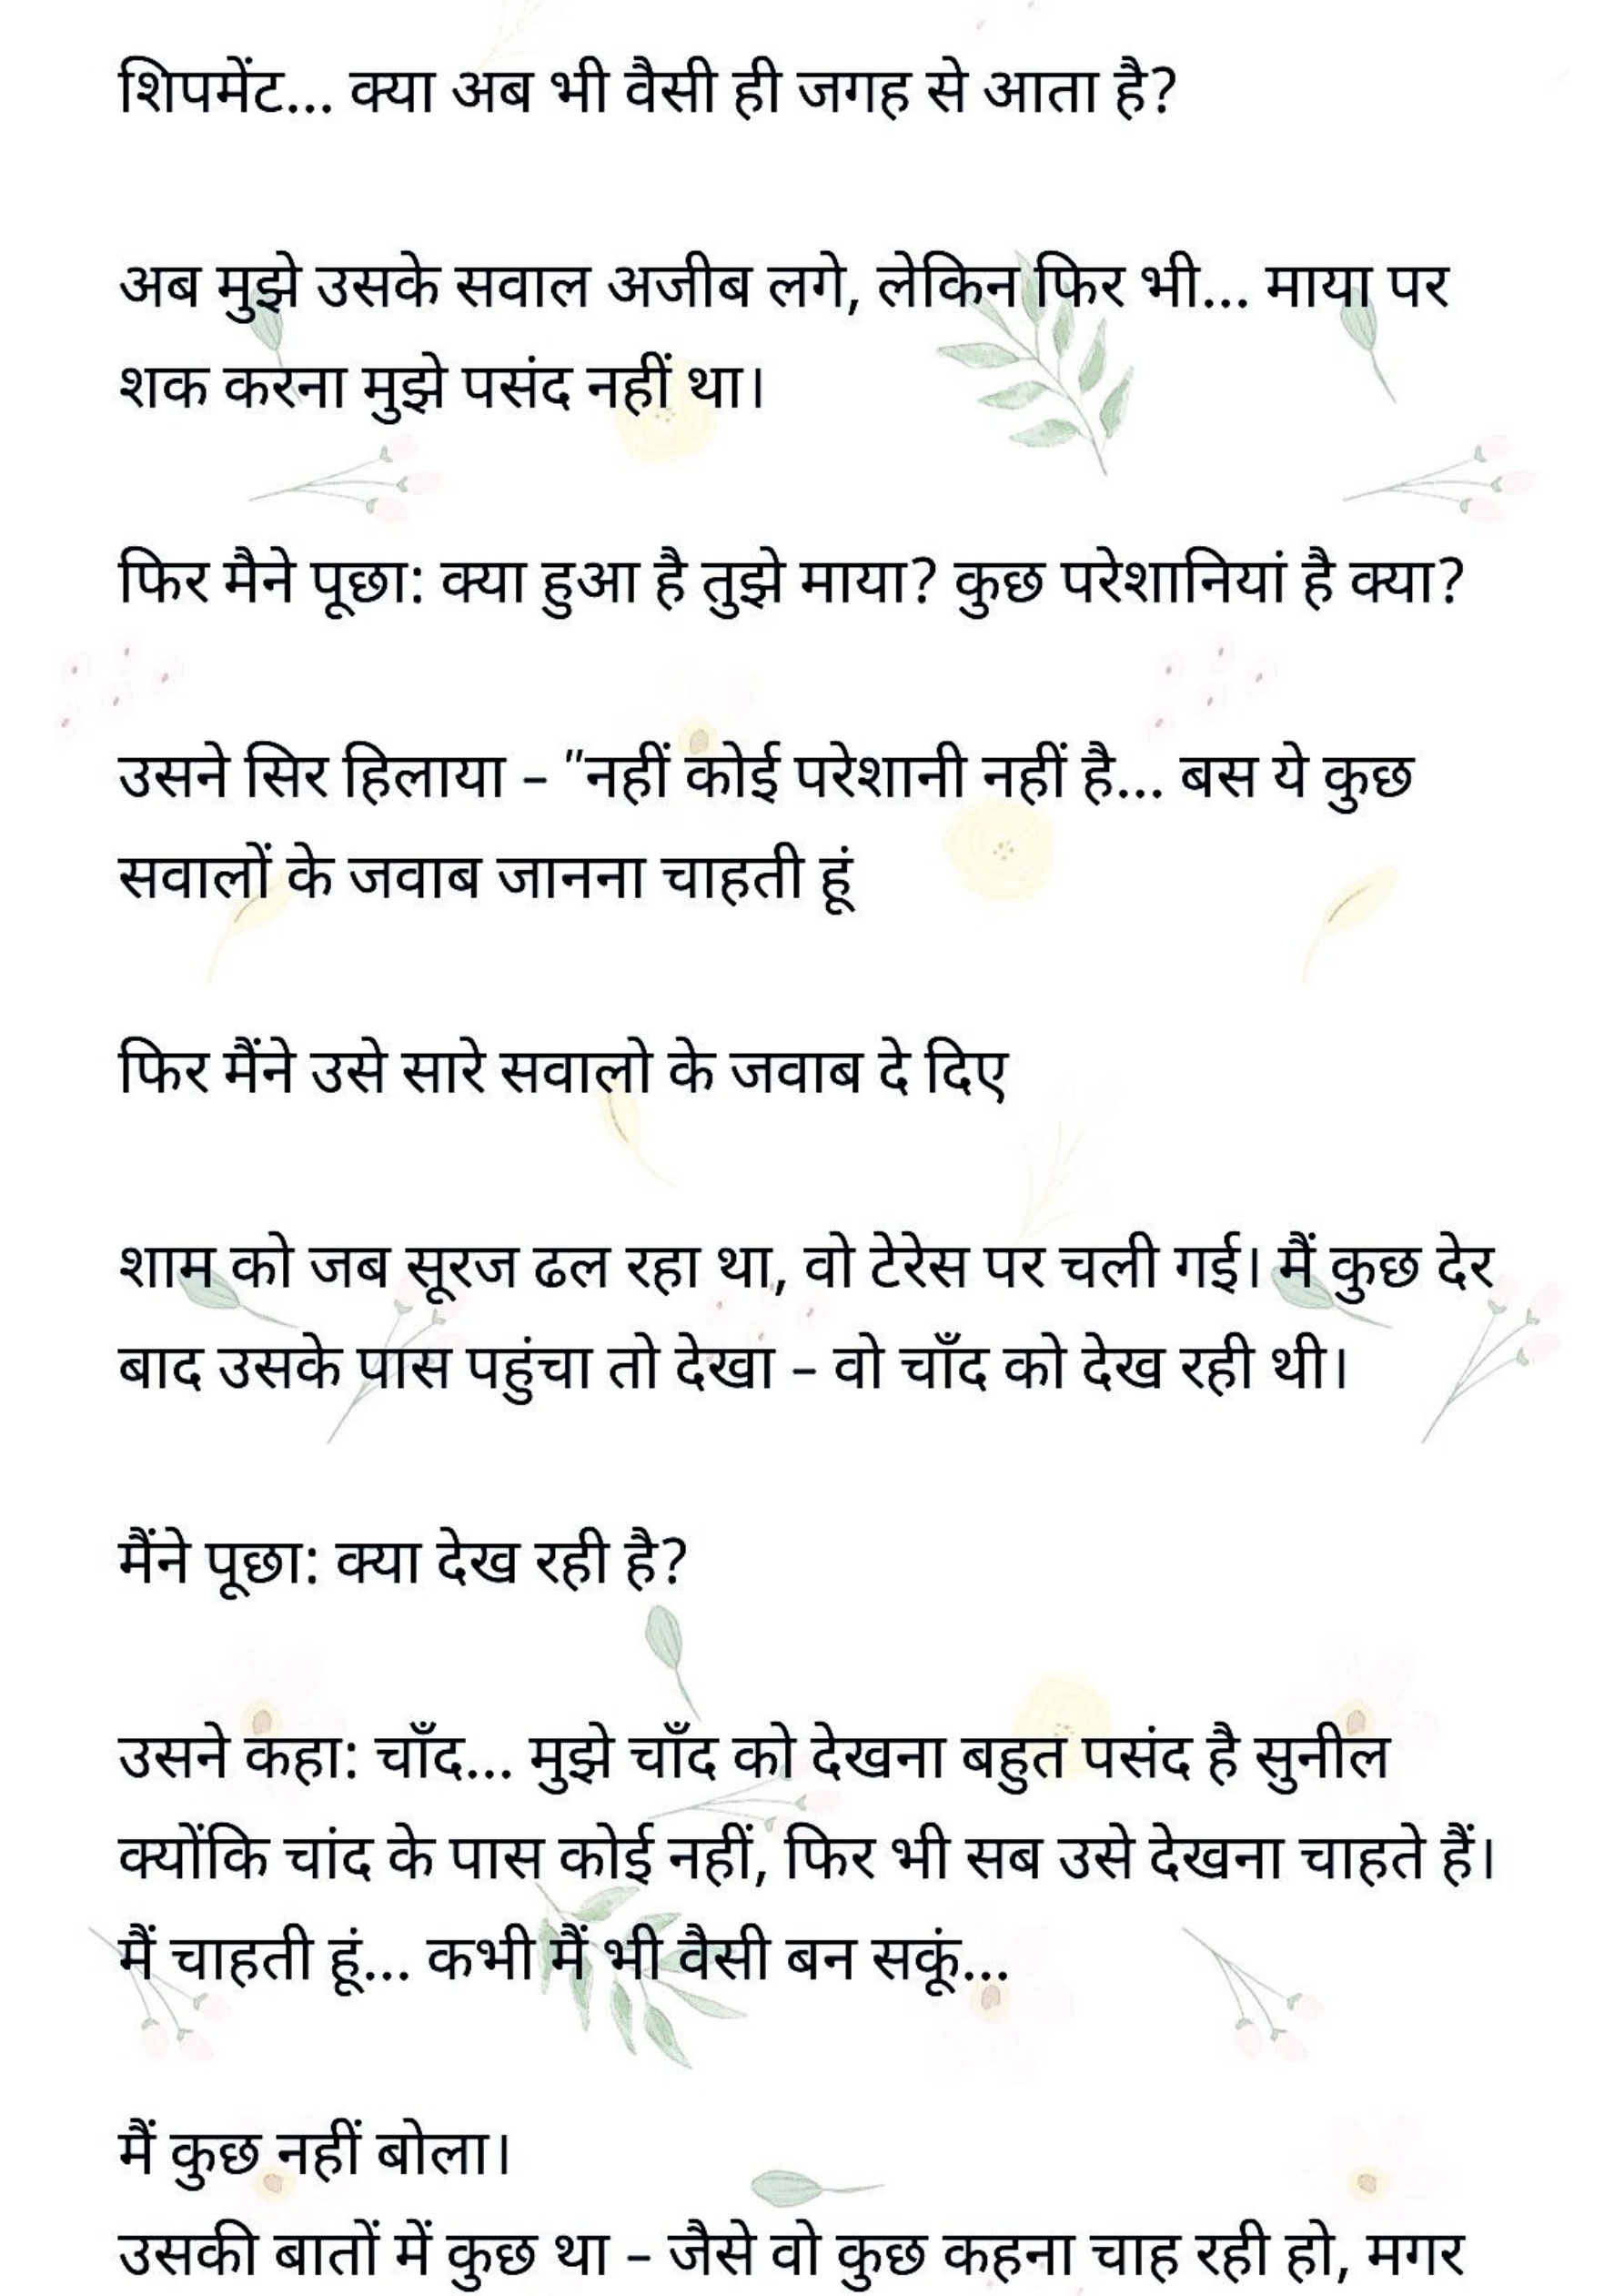 शिपमेंट... क्या अब भी वैसी ही जगह से आता है?
अब मुझे उसके सवाल अजीब लगे, लेकिन फिर भी... माया पर
शक करना मुझे पसंद नहीं था।
फिर मैने पूछा: क्या हुआ है तुझे माया? कुछ परेशानियां है क्या?
उसने सिर हिलाया – "नहीं कोई परेशानी नहीं है... बस ये कुछ
सवालों के जवाब जानना चाहती हूं
फिर मैंने उसे सारे सवालो के जवाब दे दिए
शाम को जब सूरज ढल रहा था, वो टेरेस पर चली गई। मैं कुछ देर
बाद उसके पास पहुंचा तो देखा – वो चाँद को देख रही थी।
मैंने पूछा: क्या देख रही है?
उसने कहा: चाँद... मुझे चाँद को देखना बहुत पसंद है सुनील
क्योंकि चांद के पास कोई नहीं, फिर भी सब उसे देखना चाहते हैं।
मैं चाहती हूं... कभी मैं भी वैसी बन सकूं...
मैं कुछ नहीं बोला।
उसकी बातों में कुछ था – जैसे वो कुछ कहना चाह रही हो, मगर